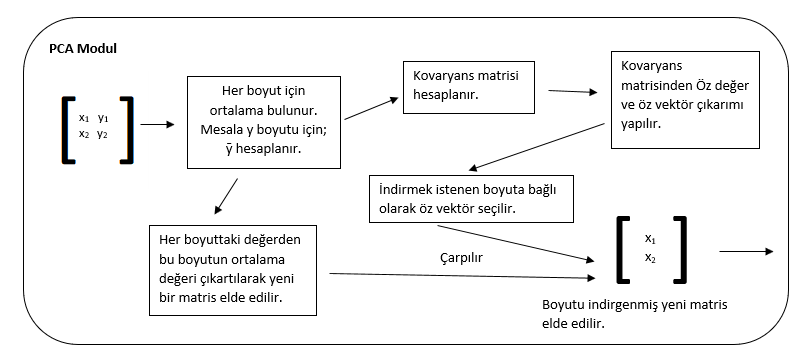 PCA Modul
x₁ y₁
x₂ y₂
Her boyut için
ortalama bulunur.
Mesala y boyutu için;
ȳ hesaplanır.
Kovaryans matrisi
hesaplanır.
Kovaryans
matrisinden Öz değer
ve öz vektör çıkarımı
yapılır.
İndirmek istenen boyuta bağlı
olarak öz vektör seçilir.
Her boyuttaki değerden
bu boyutun ortalama
değeri çıkartılarak yeni
bir matris elde edilir.
Çarpılır
x₁
x₂
Boyutu indirgenmiş yeni matris
elde edilir.